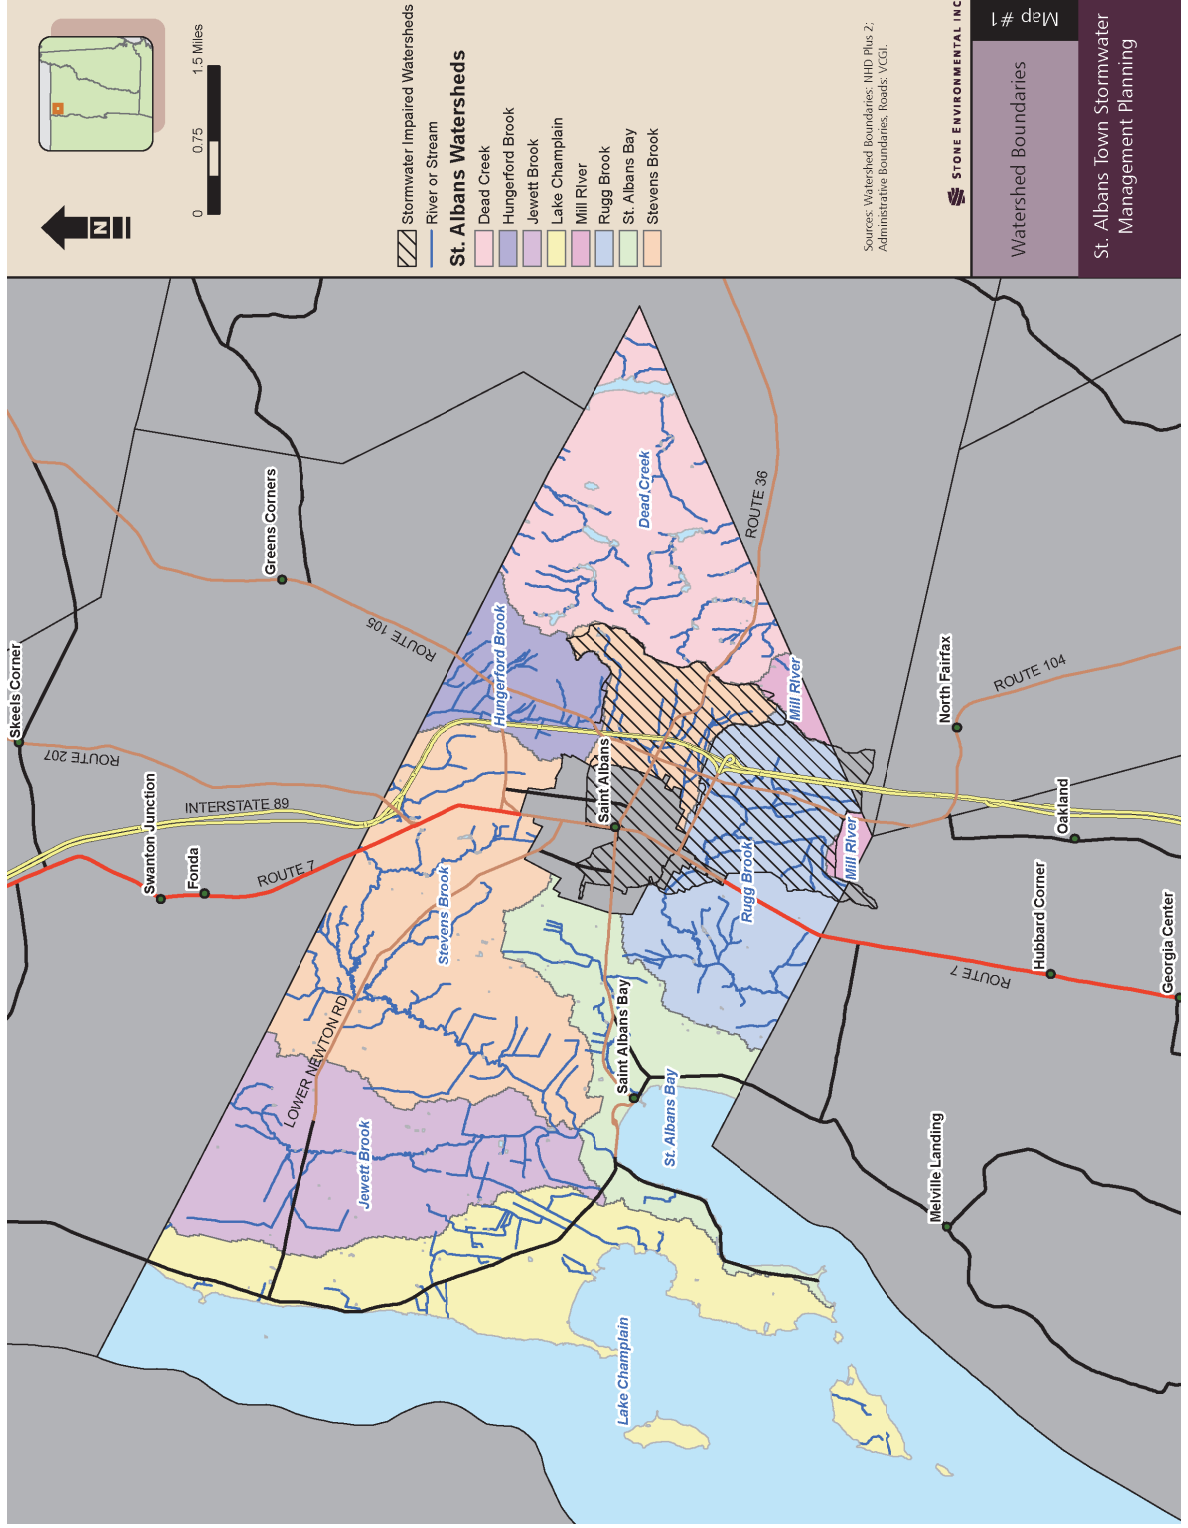 1.5 Miles
0.75
0
N
Stormwater Impaired Watersheds
River or Stream
St. Albans Watersheds
Dead Creek
Hungerford Brook
Jewett Brook
Lake Champlain
Mill RIver
Rugg Brook
St. Albans Bay
Stevens Brook
Sources: Watershed Boundaries: NHD Plus 2;
Administrative Boundaries, Roads: VCGI.
STONE ENVIRONMENTAL INC
Watershed Boundaries
Map #1
St. Albans Town Stormwater
Management Planning
Skeels Corner
ROUTE 207
Swanton Junction
Fonda
INTERSTATE 89
ROUTE 7
Greens Corners
ROUTE 105
Hungerford Brook
Dead Creek
ROUTE 36
Mill RIver
Saint Albans
Stevens Brook
LOWER NEWTON RD
Jewett Brook
Rugg Brook
Mill River
North Fairfax
ROUTE 104
Oakland
Hubbard Corner
ROUTE 7
Georgia Center
Saint Albans Bay
St. Albans Bay
Melville Landing
Lake Champlain